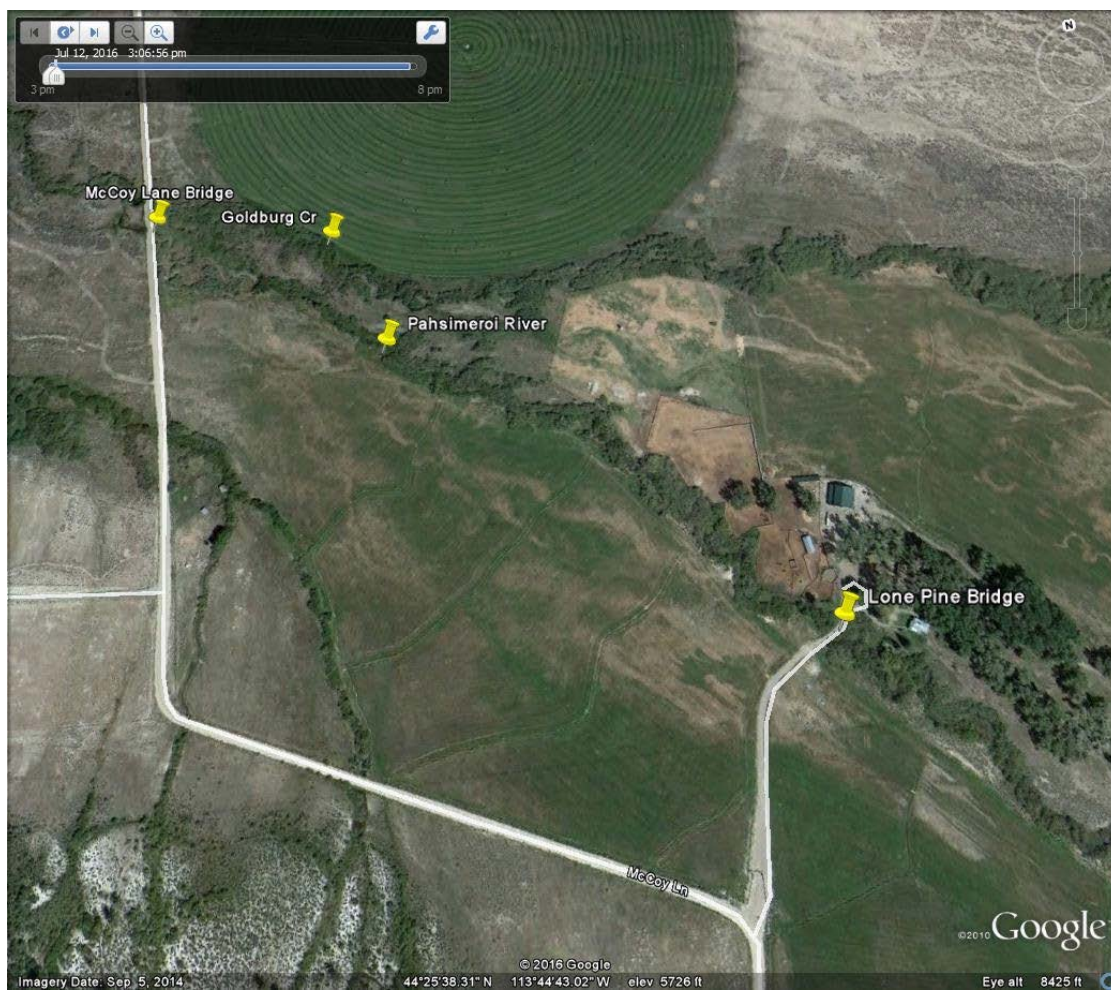 Jul 12, 2016   3:06:56 pm
3 pm
8 pm
N
McCoy Lane Bridge
Goldburg Cr
Pahsimeroi River
Lone Pine Bridge
McCoy Ln
©2010 Google
© 2016 Google
Imagery Date: Sep 5, 2014
44°25'38.31" N   113°44'43.02" W   elev 5726 ft
Eye alt   8425 ft